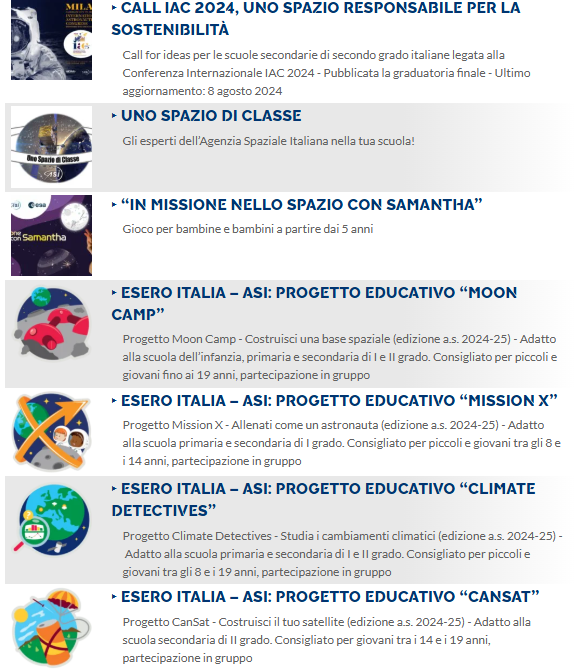 MILA
INTERNATIONAL
ASTRONAUTICAL
CONGRESS
CALL IAC 2024, UNO SPAZIO RESPONSABILE PER LA
SOSTENIBILITÀ
Call for ideas per le scuole secondarie di secondo grado italiane legata alla
Conferenza Internazionale IAC 2024 - Pubblicata la graduatoria finale - Ultimo
aggiornamento: 8 agosto 2024
Uno Spazio di Classe
asi
UNO SPAZIO DI CLASSE
Gli esperti dell’Agenzia Spaziale Italiana nella tua scuola!
asi esa
one
con Samantha
“IN MISSIONE NELLO SPAZIO CON SAMANTHA”
Gioco per bambine e bambini a partire dai 5 anni
ESERO ITALIA – ASI: PROGETTO EDUCATIVO “MOON
CAMP”
Progetto Moon Camp - Costruisci una base spaziale (edizione a.s. 2024-25) - Adatto
alla scuola dell’infanzia, primaria e secondaria di I e II grado. Consigliato per piccoli e
giovani fino ai 19 anni, partecipazione in gruppo
ESERO ITALIA – ASI: PROGETTO EDUCATIVO “MISSION X”
Progetto Mission X - Allenati come un astronauta (edizione a.s. 2024-25) - Adatto
alla scuola primaria e secondaria di I grado. Consigliato per piccoli e giovani tra gli 8 e
i 14 anni, partecipazione in gruppo
ESERO ITALIA – ASI: PROGETTO EDUCATIVO “CLIMATE
DETECTIVES”
Progetto Climate Detectives - Studia i cambiamenti climatici (edizione a.s. 2024-25) -
Adatto alla scuola primaria e secondaria di I e II grado. Consigliato per piccoli e
giovani tra gli 8 e i 19 anni, partecipazione in gruppo
ESERO ITALIA – ASI: PROGETTO EDUCATIVO “CANSAT”
Progetto CanSat - Costruisci il tuo satellite (edizione a.s. 2024-25) - Adatto alla
scuola secondaria di II grado. Consigliato per giovani tra i 14 e i 19 anni,
partecipazione in gruppo